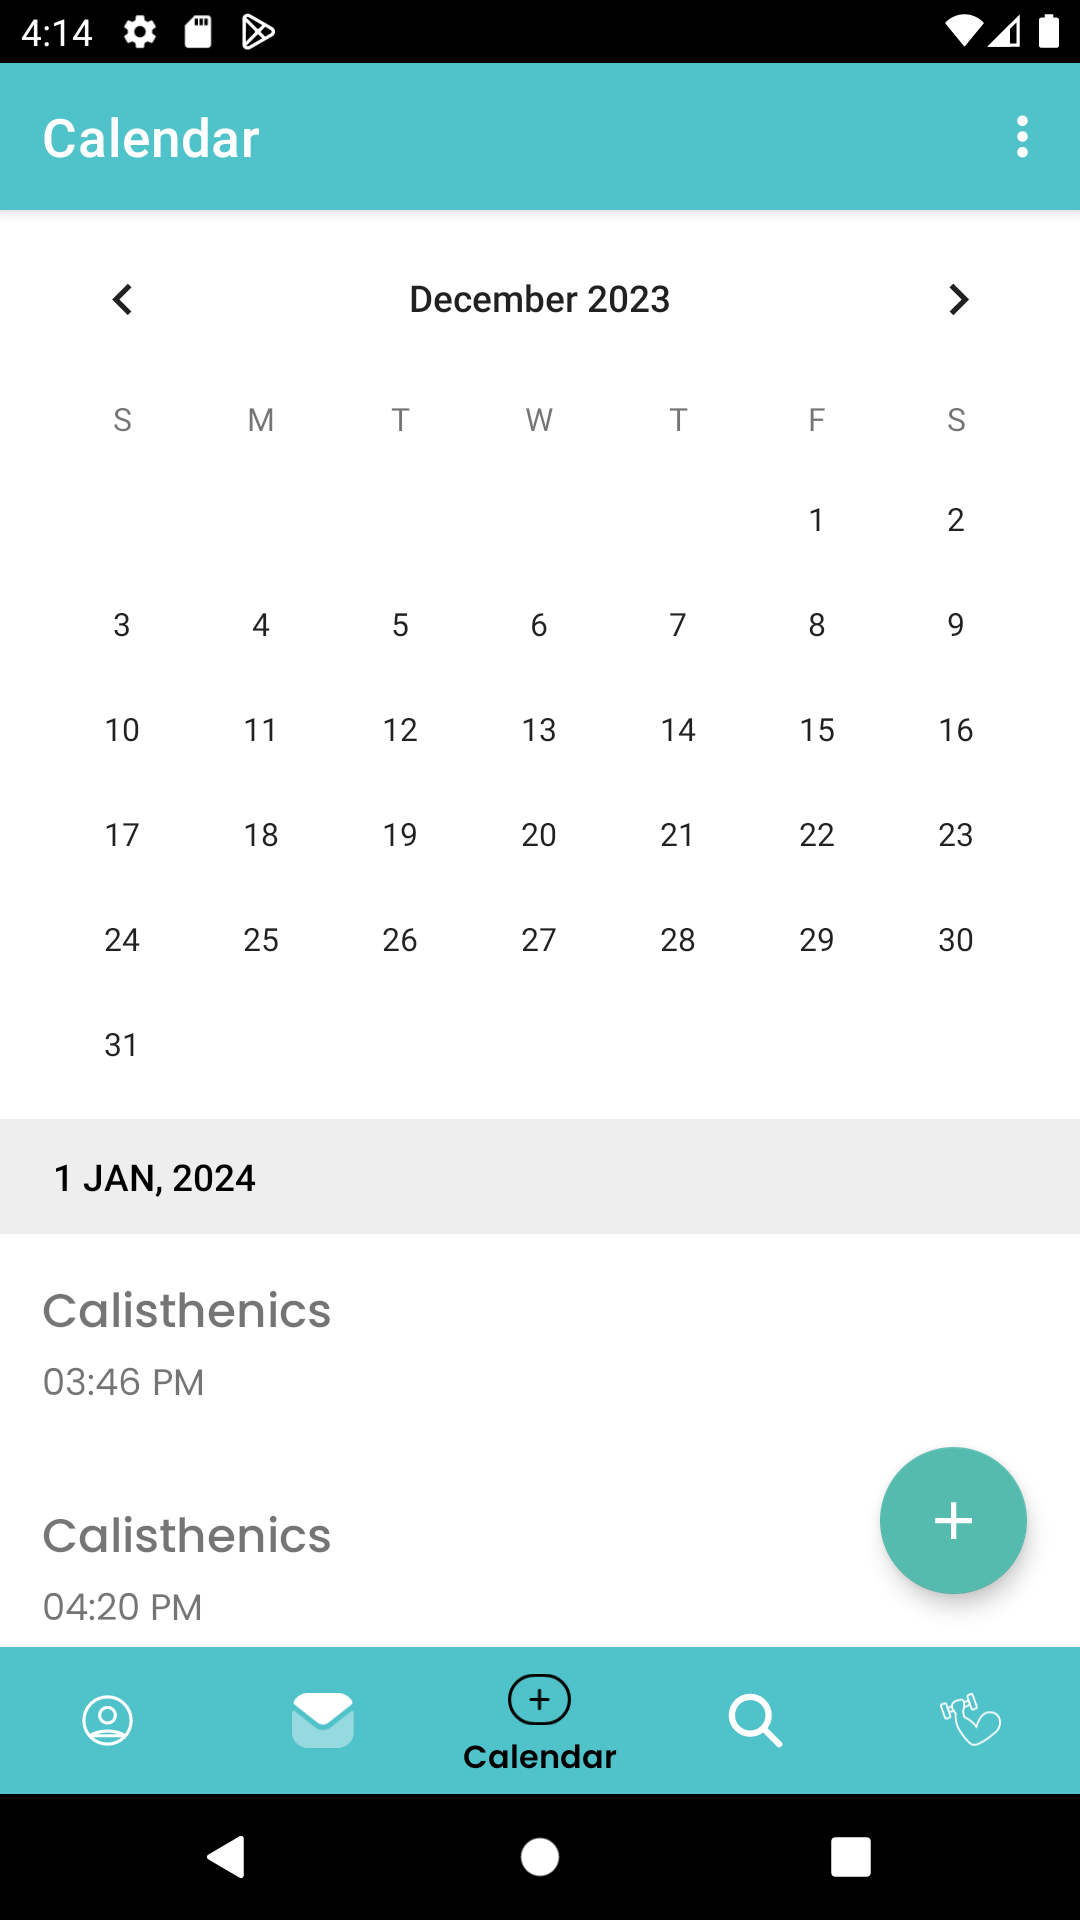 4:14
Calendar
December 2023
S M T W T F S
1 2
3 4 5 6 7 8 9
10 11 12 13 14 15 16
17 18 19 20 21 22 23
24 25 26 27 28 29 30
31
1 JAN, 2024
Calisthenics
03:46 PM
Calisthenics
04:20 PM
Calendar